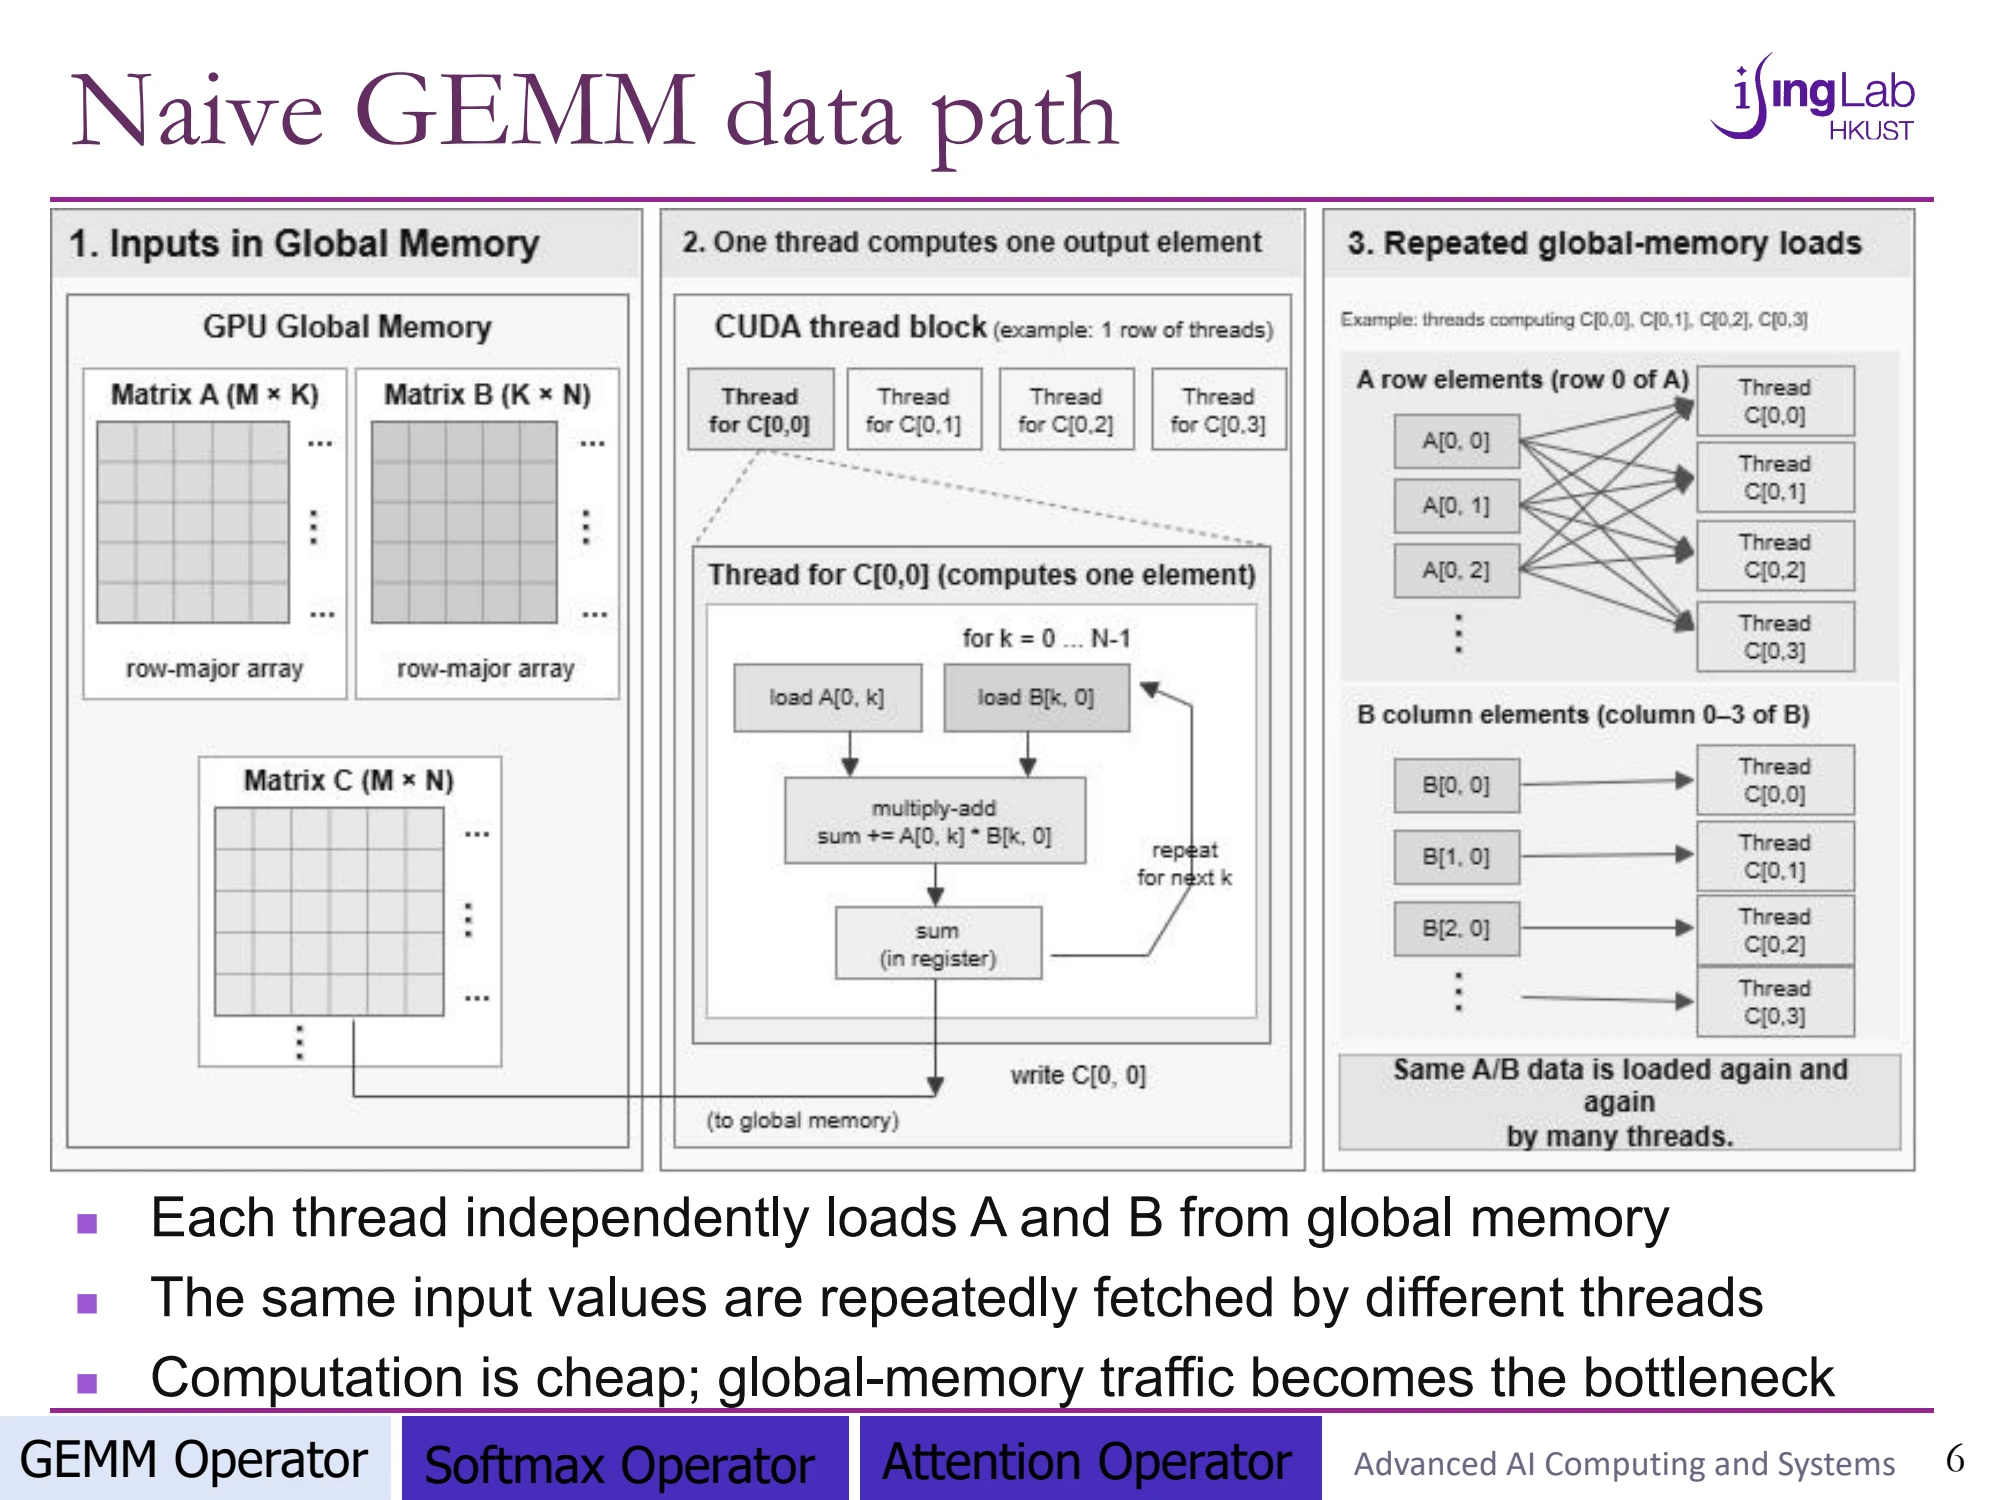 Naive GEMM data path
isingLab
HKUST
1. Inputs in Global Memory
GPU Global Memory
Matrix A (M × K)
...
⋮
...
row-major array
Matrix B (K × N)
...
⋮
...
row-major array
Matrix C (M × N)
...
⋮
...
⋮
2. One thread computes one output element
CUDA thread block (example: 1 row of threads)
Thread
for C[0,0]
Thread
for C[0,1]
Thread
for C[0,2]
Thread
for C[0,3]
Thread for C[0,0] (computes one element)
for k = 0 ... N-1
load A[0, k]
load B[k, 0]
multiply-add
sum += A[0, k] * B[k, 0]
repeat
for next k
sum
(in register)
write C[0, 0]
(to global memory)
3. Repeated global-memory loads
Example: threads computing C[0,0], C[0,1], C[0,2], C[0,3]
A row elements (row 0 of A)
A[0, 0]
A[0, 1]
A[0, 2]
⋮
Thread
C[0,0]
Thread
C[0,1]
Thread
C[0,2]
Thread
C[0,3]
B column elements (column 0–3 of B)
B[0, 0]
B[1, 0]
B[2, 0]
⋮
Thread
C[0,0]
Thread
C[0,1]
Thread
C[0,2]
Thread
C[0,3]
Same A/B data is loaded again and
again
by many threads.
▪ Each thread independently loads A and B from global memory
▪ The same input values are repeatedly fetched by different threads
▪ Computation is cheap; global-memory traffic becomes the bottleneck
GEMM Operator
Softmax Operator
Attention Operator
Advanced AI Computing and Systems
6